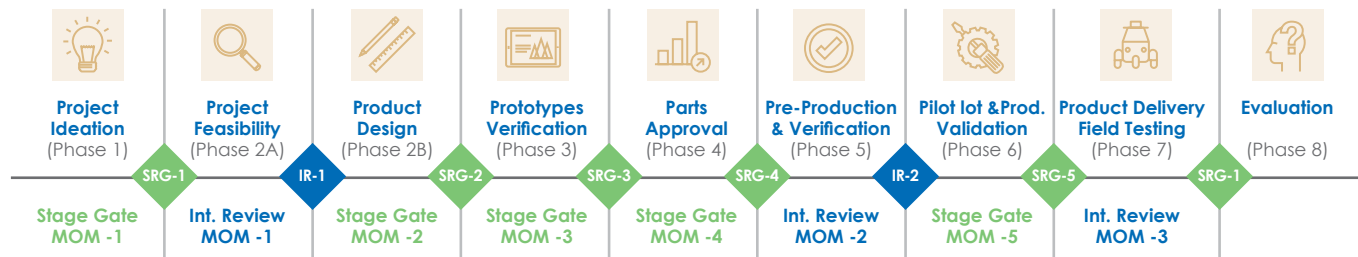 Project
Ideation
(Phase 1)
Project
Feasibility
(Phase 2A)
Product
Design
(Phase 2B)
Prototypes
Verification
(Phase 3)
Parts
Approval
(Phase 4)
Pre-Production
& Verification
(Phase 5)
Pilot lot &Prod.
Validation
(Phase 6)
Product Delivery
Field Testing
(Phase 7)
Evaluation
(Phase 8)
SRG-1
IR-1
SRG-2
SRG-3
SRG-4
IR-2
SRG-5
SRG-1
Stage Gate
MOM -1
Int. Review
MOM -1
Stage Gate
MOM -2
Stage Gate
MOM -3
Stage Gate
MOM -4
Int. Review
MOM -2
Stage Gate
MOM -5
Int. Review
MOM -3